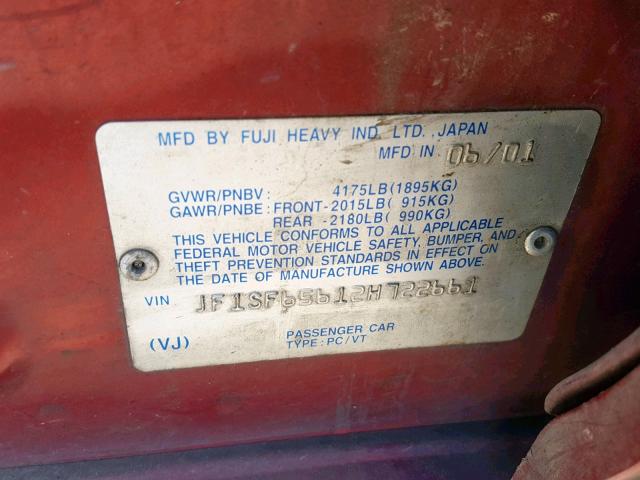 MFD BY FUJI HEAVY IND. LTD. ,JAPAN
MFD IN 06/01
GVWR/PNBV: 4175LB(1895KG)
GAWR/PNBE: FRONT-2015LB( 915KG)
REAR -2180LB( 990KG)
THIS VEHICLE CONFORMS TO ALL APPLICABLE
FEDERAL MOTOR VEHICLE SAFETY, BUMPER, AND
THEFT PREVENTION STANDARDS IN EFFECT ON
THE DATE OF MANUFACTURE SHOWN ABOVE.
VIN JF1SF65612H722661
(VJ) PASSENGER CAR
TYPE: PC/VT